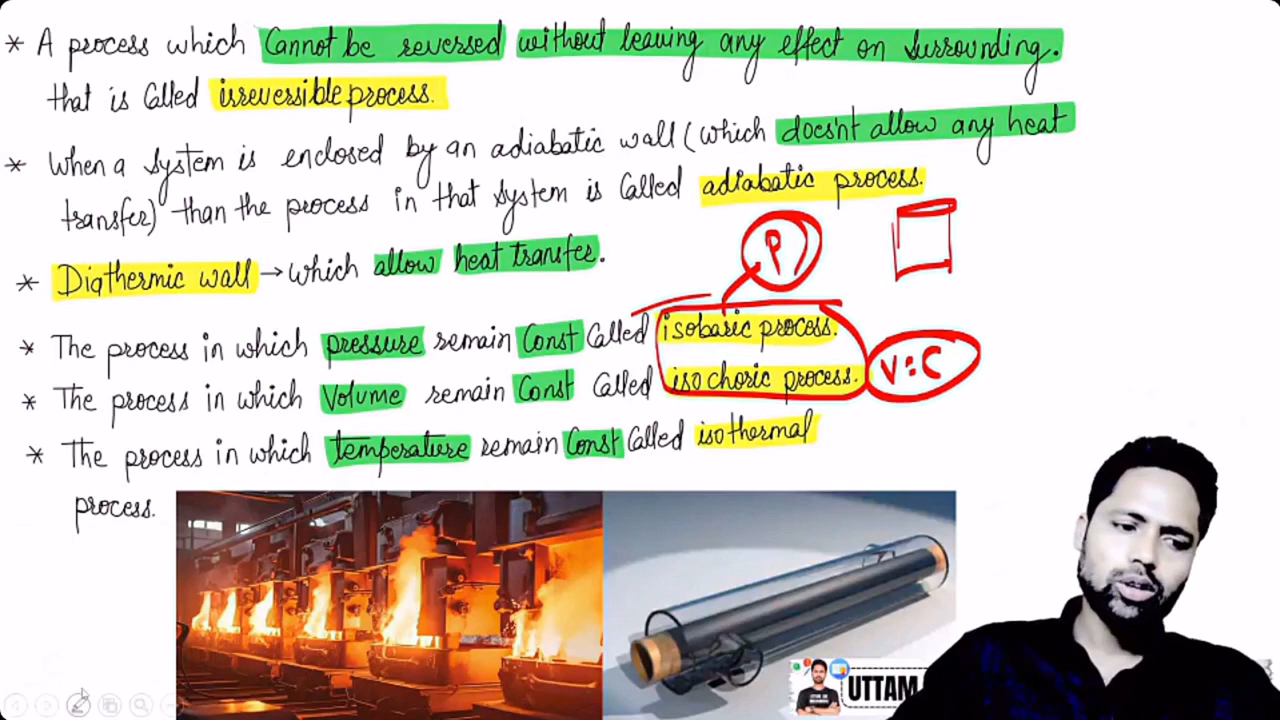 * A process which Cannot be reversed without leaving any effect on surrounding.
that is Called irreversible process.
* When a system is enclosed by an adiabatic wall (which does'nt allow any heat
transfer) than the process in that system is Called adiabatic process.
* Diathermic wall → which allow heat transfer.
P
* The process in which pressure remain Const Called isobaric process.
* The process in which Volume remain Const Called isochoric process.
V = C
* The process in which temperature remain Const Called isothermal
process.
UTTAM